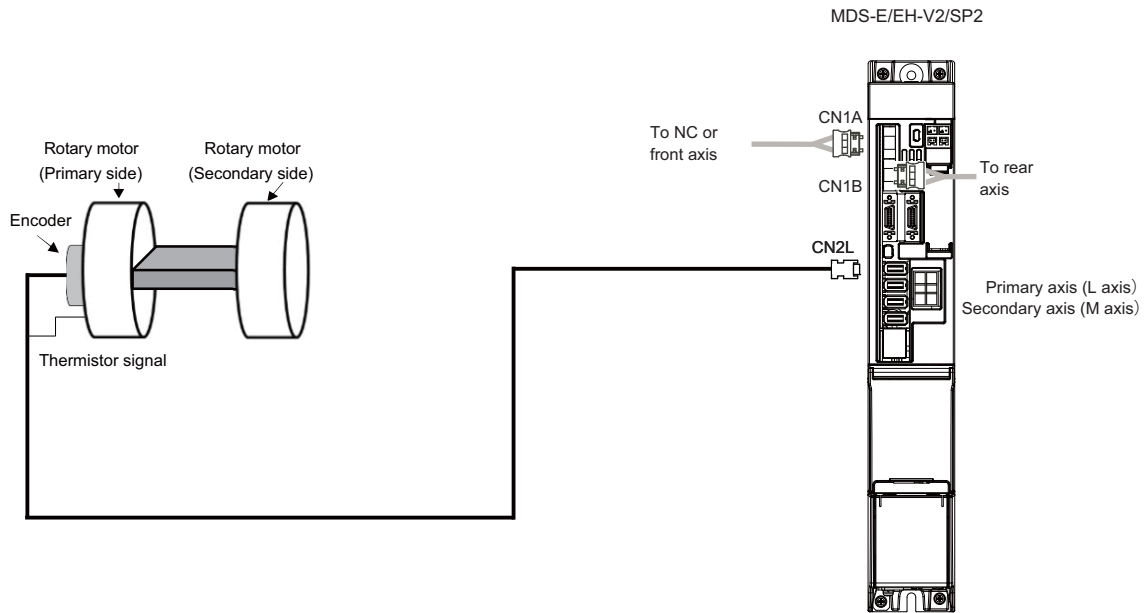 MDS-E/EH-V2/SP2
CN1A
To NC or
front axis
Rotary motor
(Primary side)
Rotary motor
(Secondary side)
To rear
axis
CN1B
Encoder
CN2L
Primary axis (L axis)
Secondary axis (M axis)
Thermistor signal